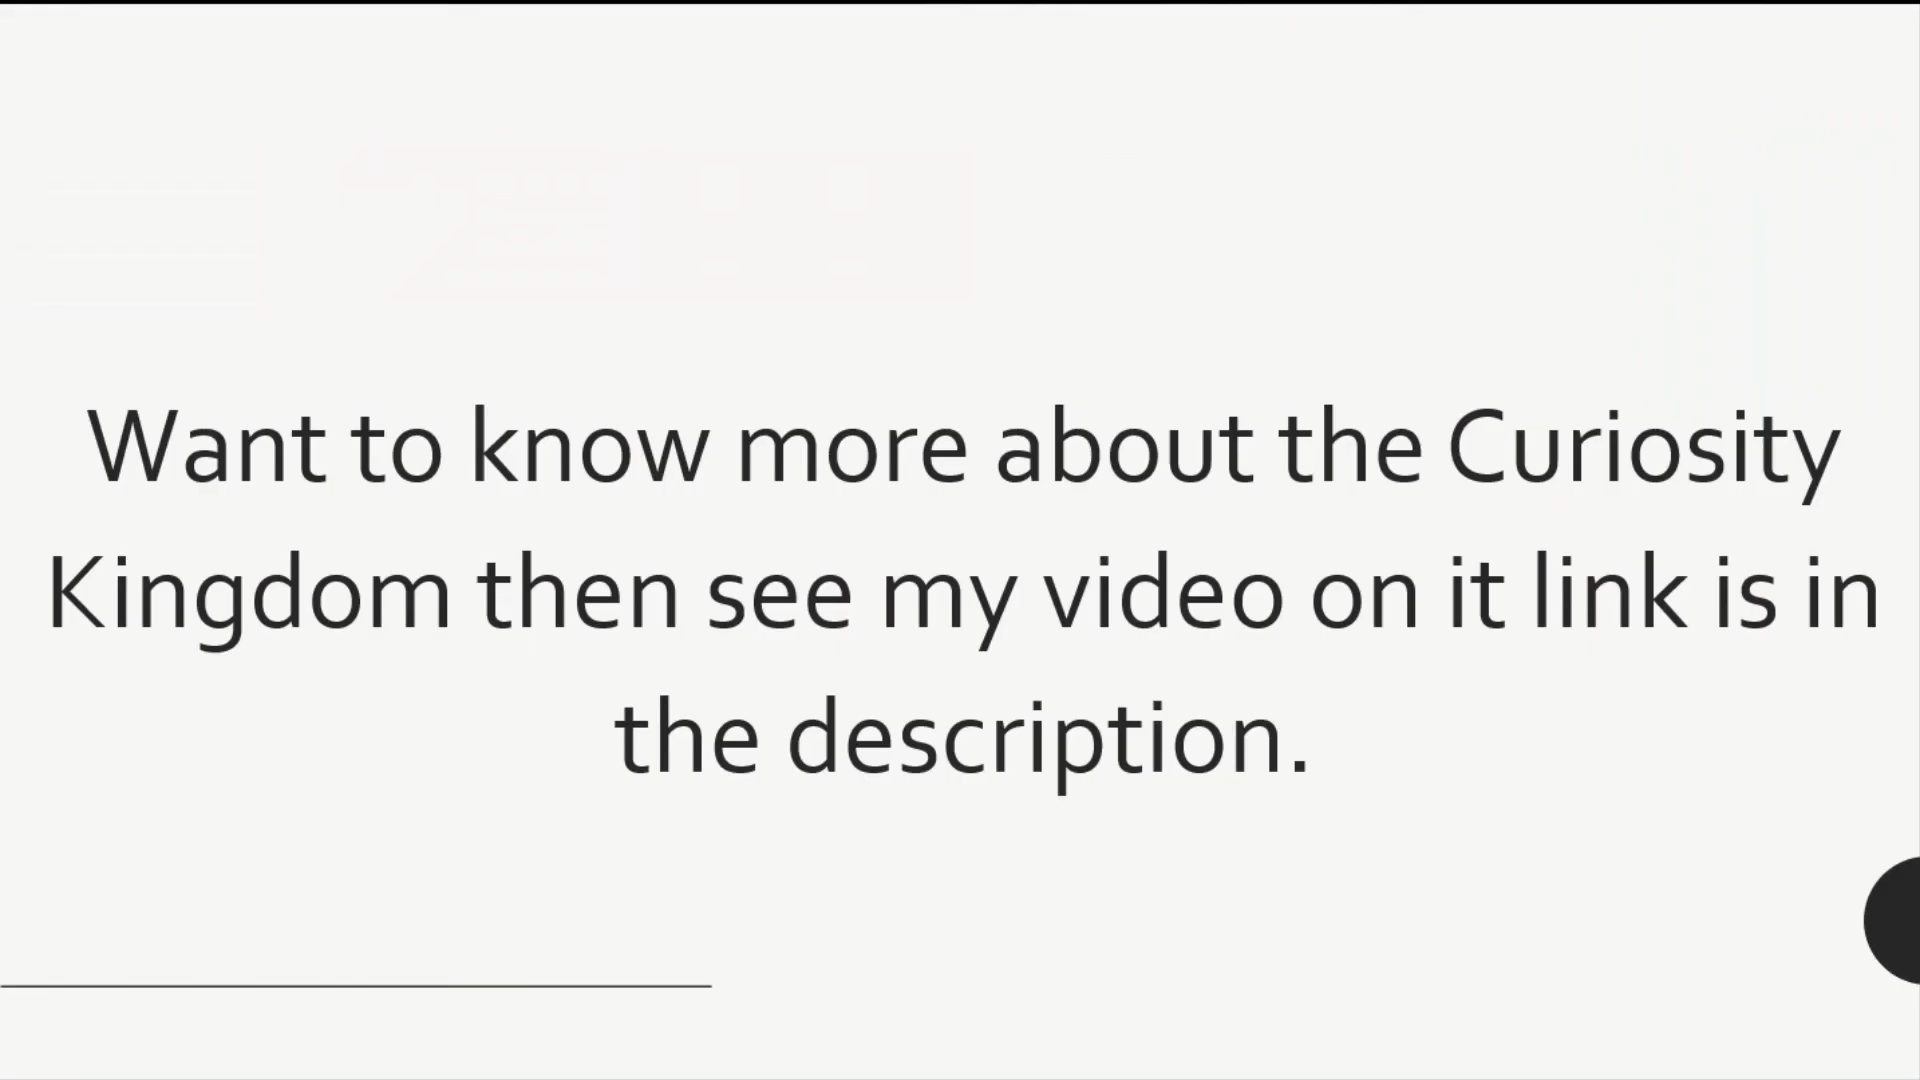 Want to know more about the Curiosity
Kingdom then see my video on it link is in
the description.